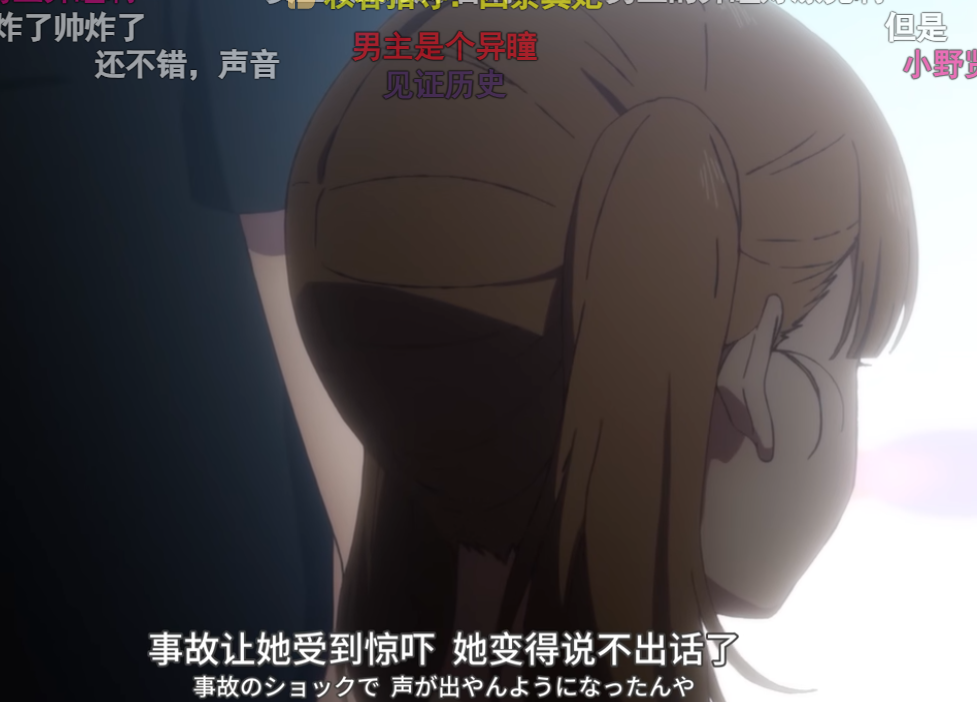 炸了帅炸了
但是
还不错，声音
男主是个异瞳
小野贤
见证历史
事故让她受到惊吓 她变得说不出话了
事故のショックで 声が出やんようになったんや